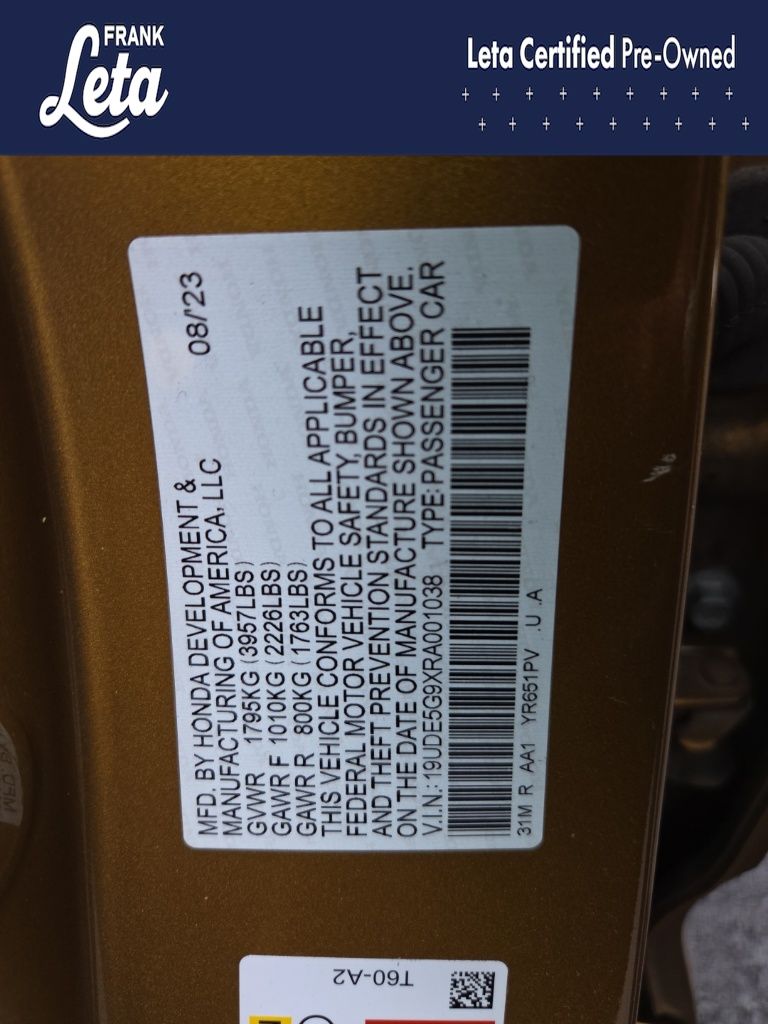 FRANK
Leta
Leta Certified Pre-Owned
MFD. BY HONDA DEVELOPMENT & 08/'23
MANUFACTURING OF AMERICA, LLC
GVWR 1795KG (3957LBS)
GAWR F 1010KG (2226LBS)
GAWR R 800KG (1763LBS)
THIS VEHICLE CONFORMS TO ALL APPLICABLE
FEDERAL MOTOR VEHICLE SAFETY, BUMPER,
AND THEFT PREVENTION STANDARDS IN EFFECT
ON THE DATE OF MANUFACTURE SHOWN ABOVE.
V.I.N.: 19UDE5G9XRA001038 TYPE:PASSENGER CAR
31M R AA1 YR651PV .U .A
T60-A2